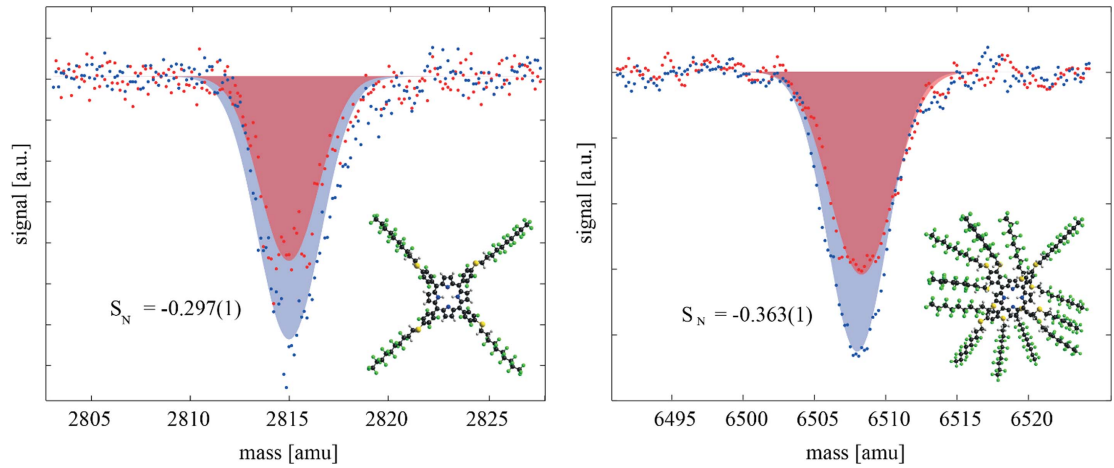 signal [a.u.]
S_N = -0.297(1)
2805 2810 2815 2820 2825
mass [amu]
signal [a.u.]
S_N = -0.363(1)
6495 6500 6505 6510 6515 6520
mass [amu]